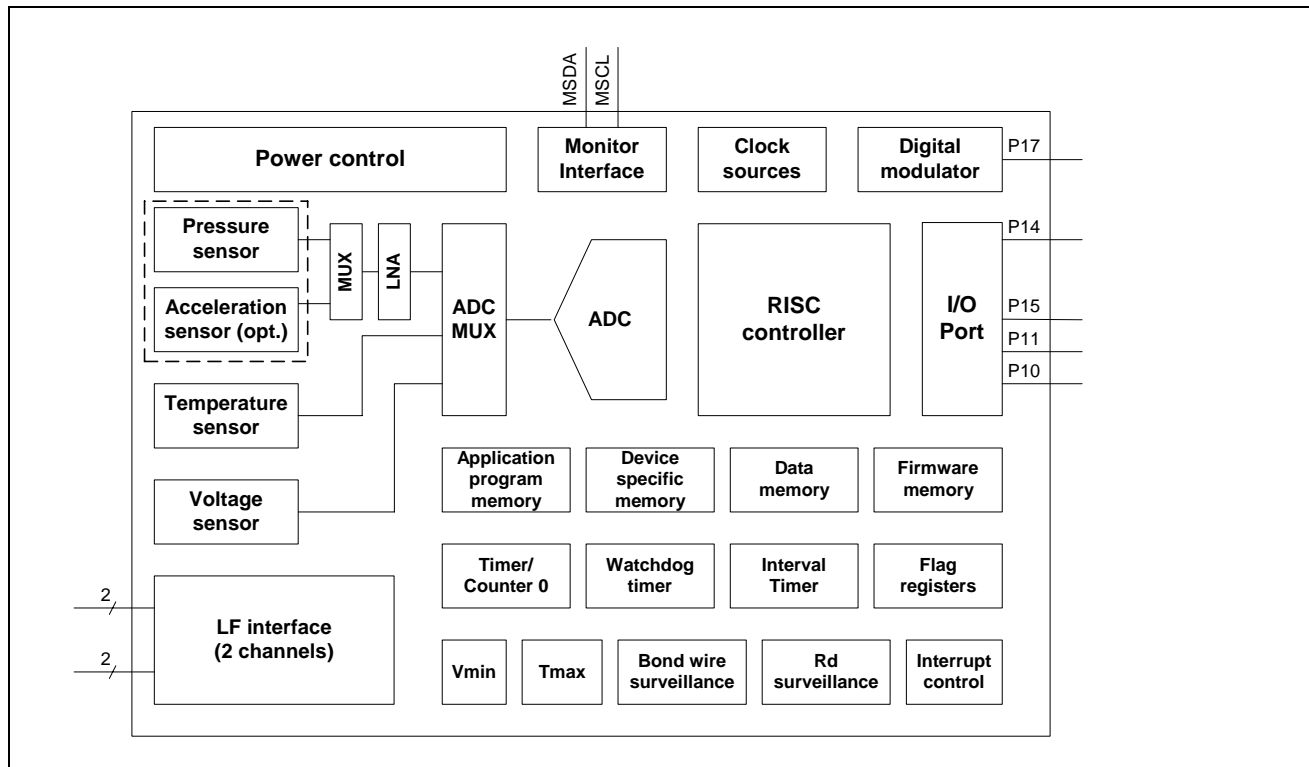 MSDA
MSCL
Power control
Monitor
Interface
Clock
sources
Digital
modulator
P17
Pressure
sensor
Acceleration
sensor (opt.)
MUX
LNA
ADC
MUX
ADC
RISC
controller
I/O
Port
P14
P15
P11
P10
Temperature
sensor
Voltage
sensor
Application
program
memory
Device
specific
memory
Data
memory
Firmware
memory
Timer/
Counter 0
Watchdog
timer
Interval
Timer
Flag
registers
2
2
LF interface
(2 channels)
Vmin
Tmax
Bond wire
surveillance
Rd
surveillance
Interrupt
control